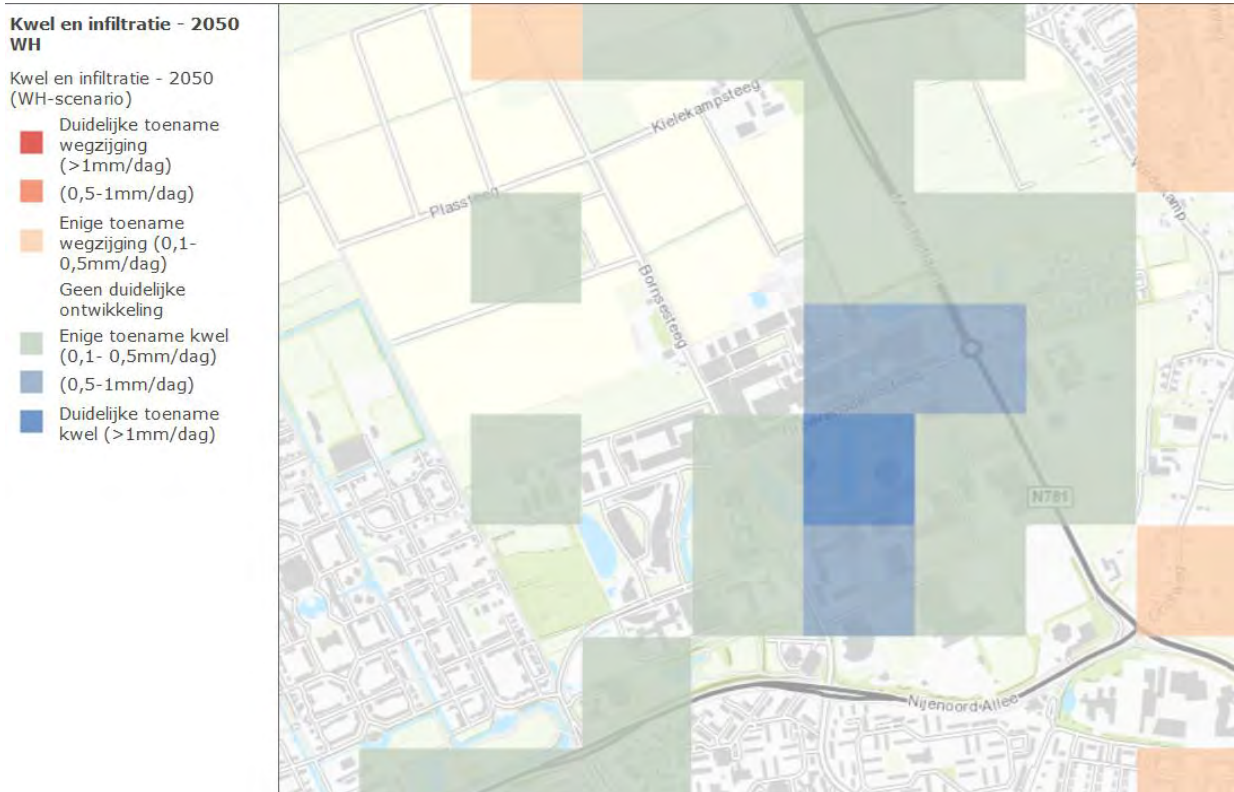 Kwel en infiltratie - 2050
WH
Kwel en infiltratie - 2050
(WH-scenario)
Duidelijke toename
wegzijging
(>1mm/dag)
(0,5-1mm/dag)
Enige toename
wegzijging (0,1-
0,5mm/dag)
Geen duidelijke
ontwikkeling
Enige toename kwel
(0,1- 0,5mm/dag)
(0,5-1mm/dag)
Duidelijke toename
kwel (>1mm/dag)
Kielekampsteeg
Plassteeg
Bornsesteeg
N781
Nijenoord Allee